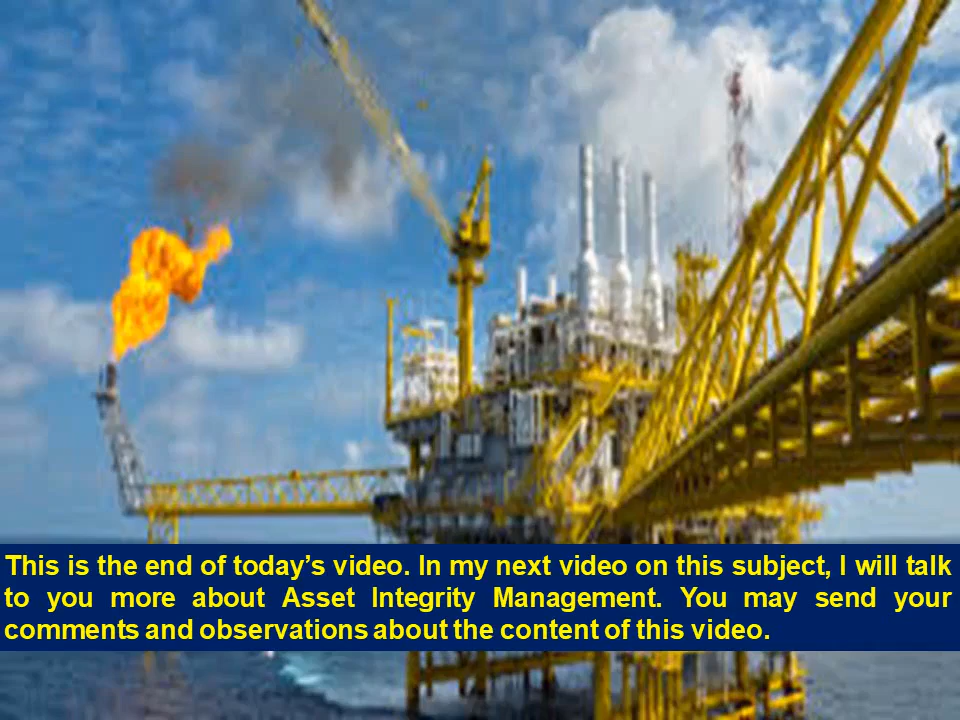 This is the end of today’s video. In my next video on this subject, I will talk
to you more about Asset Integrity Management. You may send your
comments and observations about the content of this video.